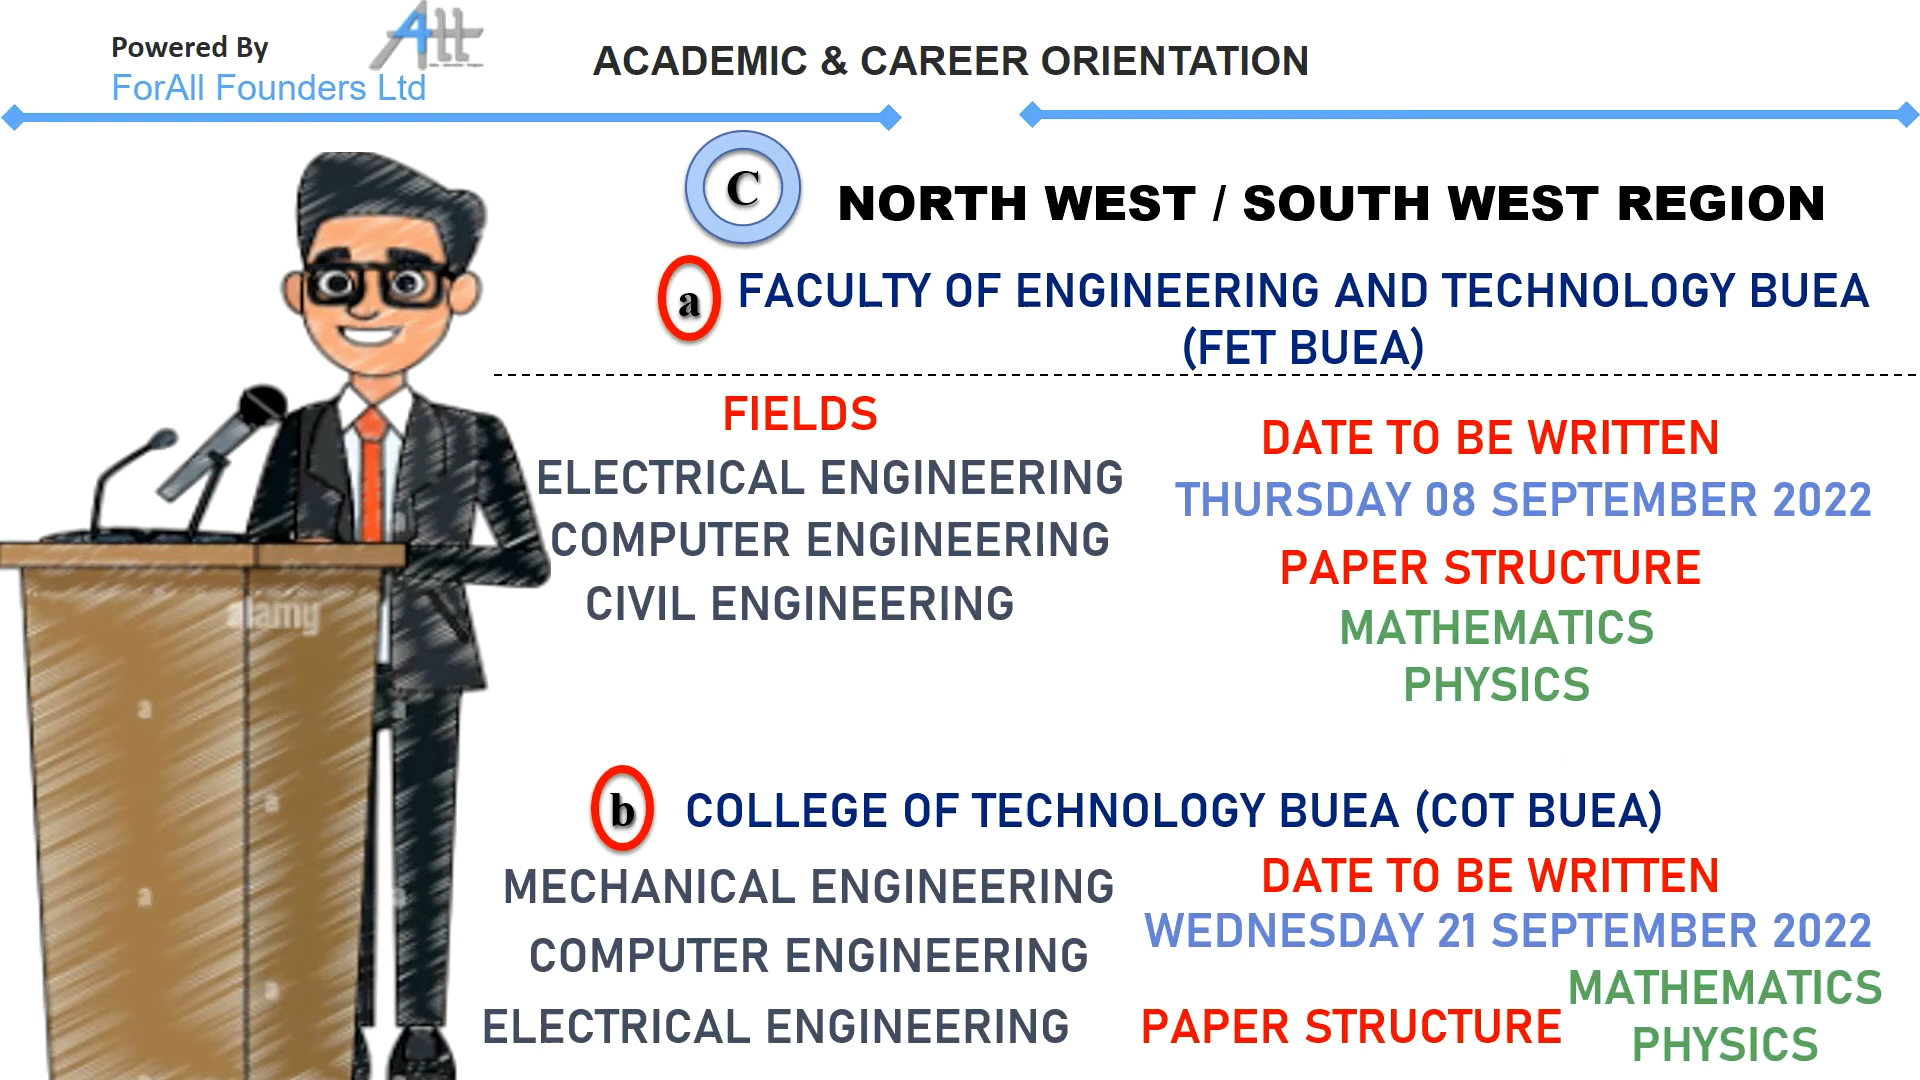 Powered By
ForAll Founders Ltd
ACADEMIC & CAREER ORIENTATION
C
NORTH WEST / SOUTH WEST REGION
a
FACULTY OF ENGINEERING AND TECHNOLOGY BUEA
(FET BUEA)
FIELDS
ELECTRICAL ENGINEERING
COMPUTER ENGINEERING
CIVIL ENGINEERING
DATE TO BE WRITTEN
THURSDAY 08 SEPTEMBER 2022
PAPER STRUCTURE
MATHEMATICS
PHYSICS
b
COLLEGE OF TECHNOLOGY BUEA (COT BUEA)
MECHANICAL ENGINEERING
COMPUTER ENGINEERING
ELECTRICAL ENGINEERING
DATE TO BE WRITTEN
WEDNESDAY 21 SEPTEMBER 2022
PAPER STRUCTURE
MATHEMATICS
PHYSICS
alamy
a
a
a
a